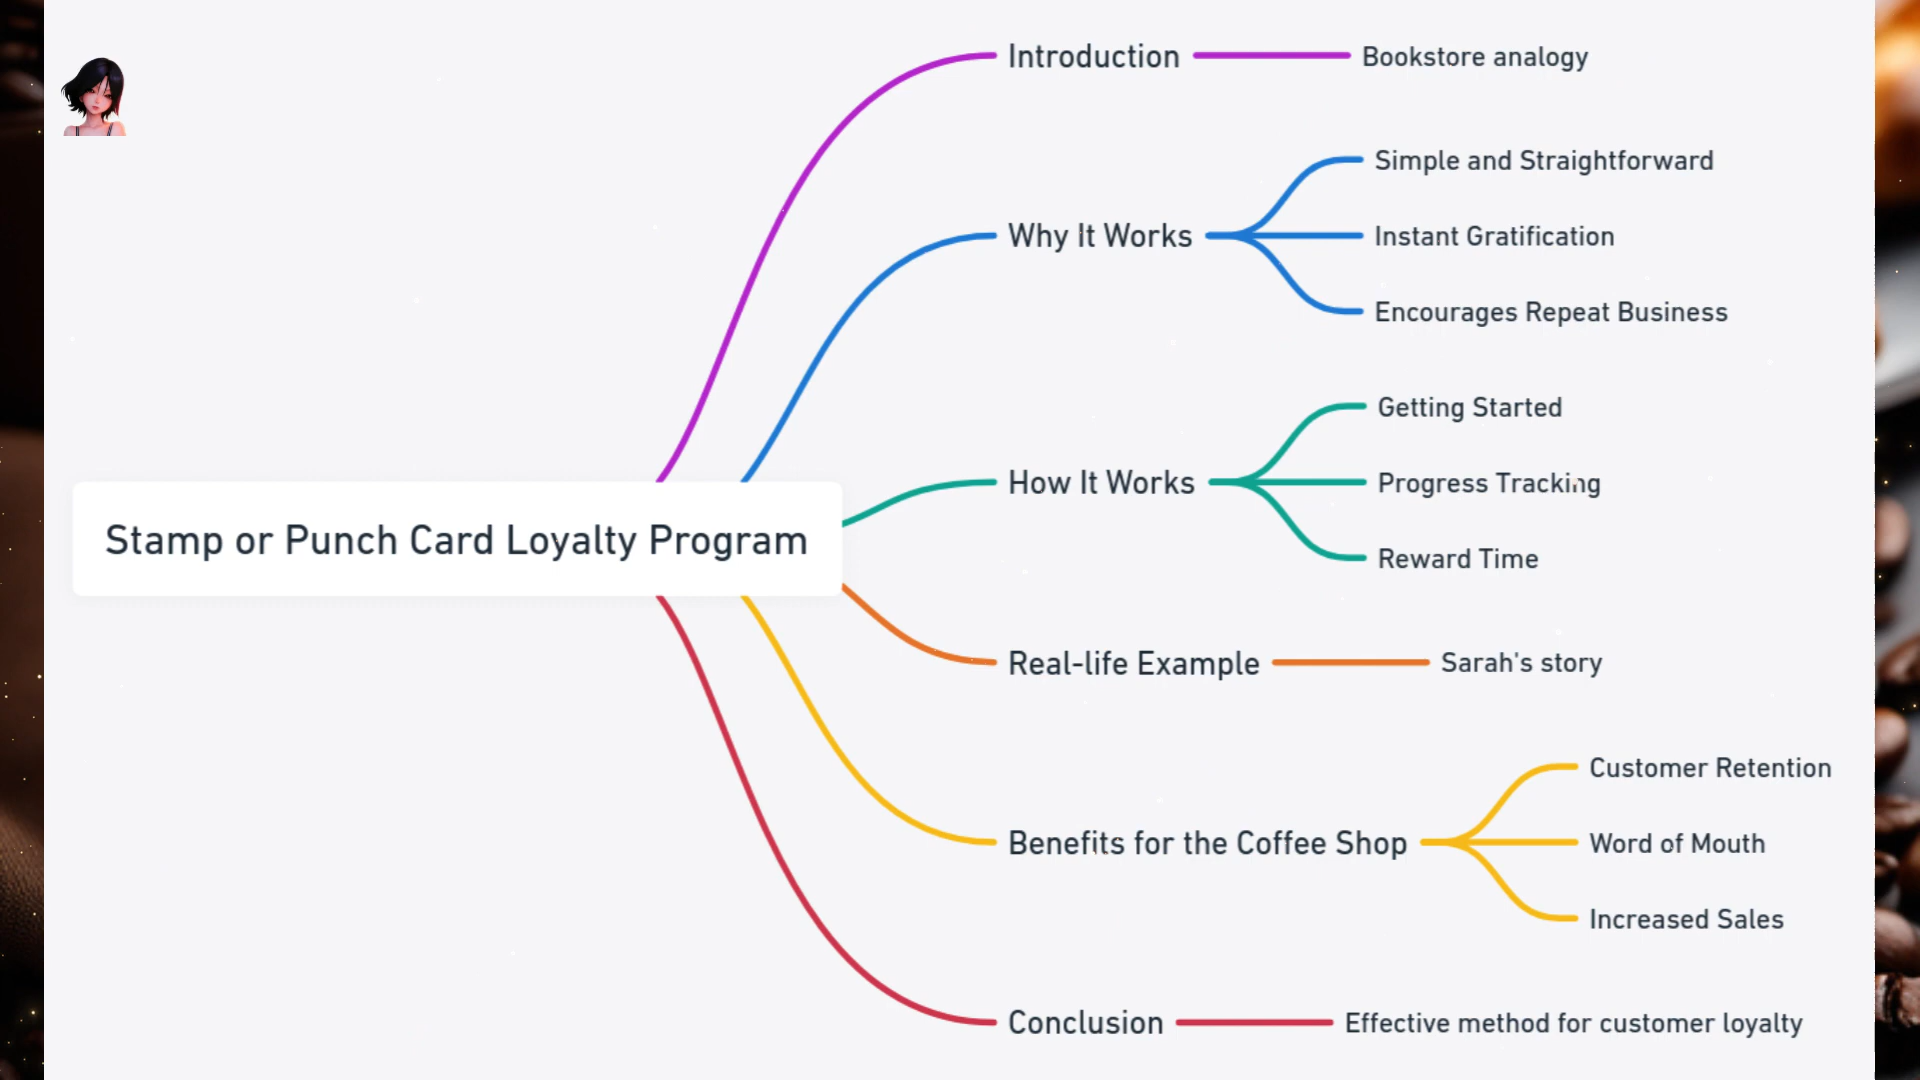 Stamp or Punch Card Loyalty Program
Introduction
Bookstore analogy
Why It Works
Simple and Straightforward
Instant Gratification
Encourages Repeat Business
How It Works
Getting Started
Progress Tracking
Reward Time
Real-life Example
Sarah's story
Benefits for the Coffee Shop
Customer Retention
Word of Mouth
Increased Sales
Conclusion
Effective method for customer loyalty